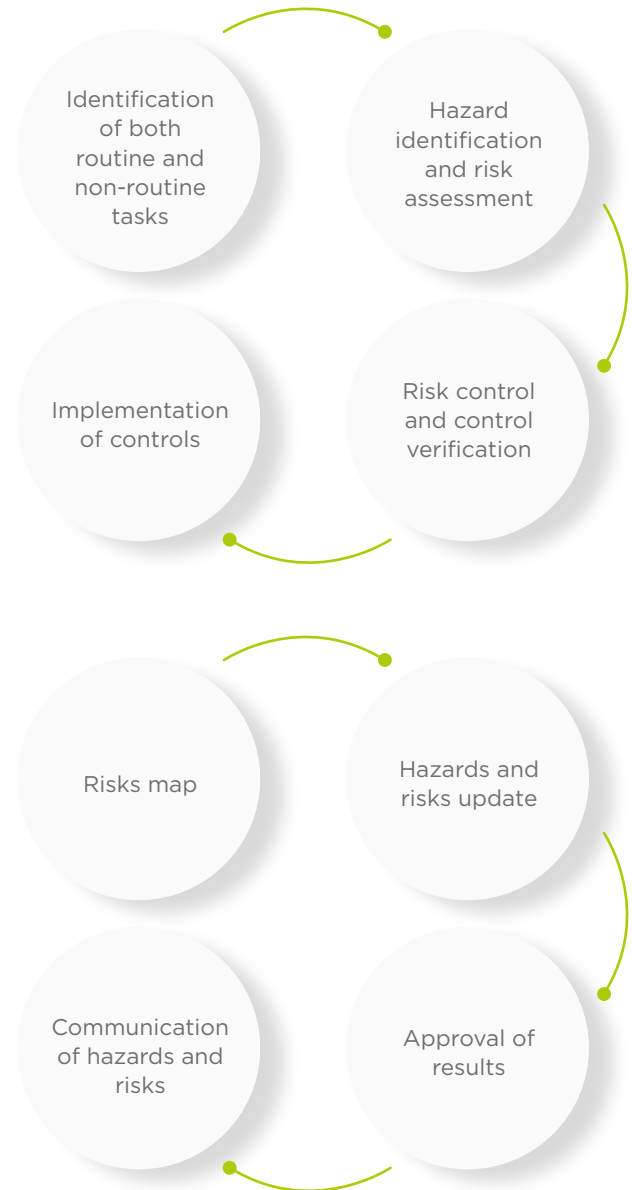 Identification
of both
routine and
non-routine
tasks
Hazard
identification
and risk
assessment
Risk control
and control
verification
Implementation
of controls
Risks map
Hazards and
risks update
Approval of
results
Communication
of hazards and
risks